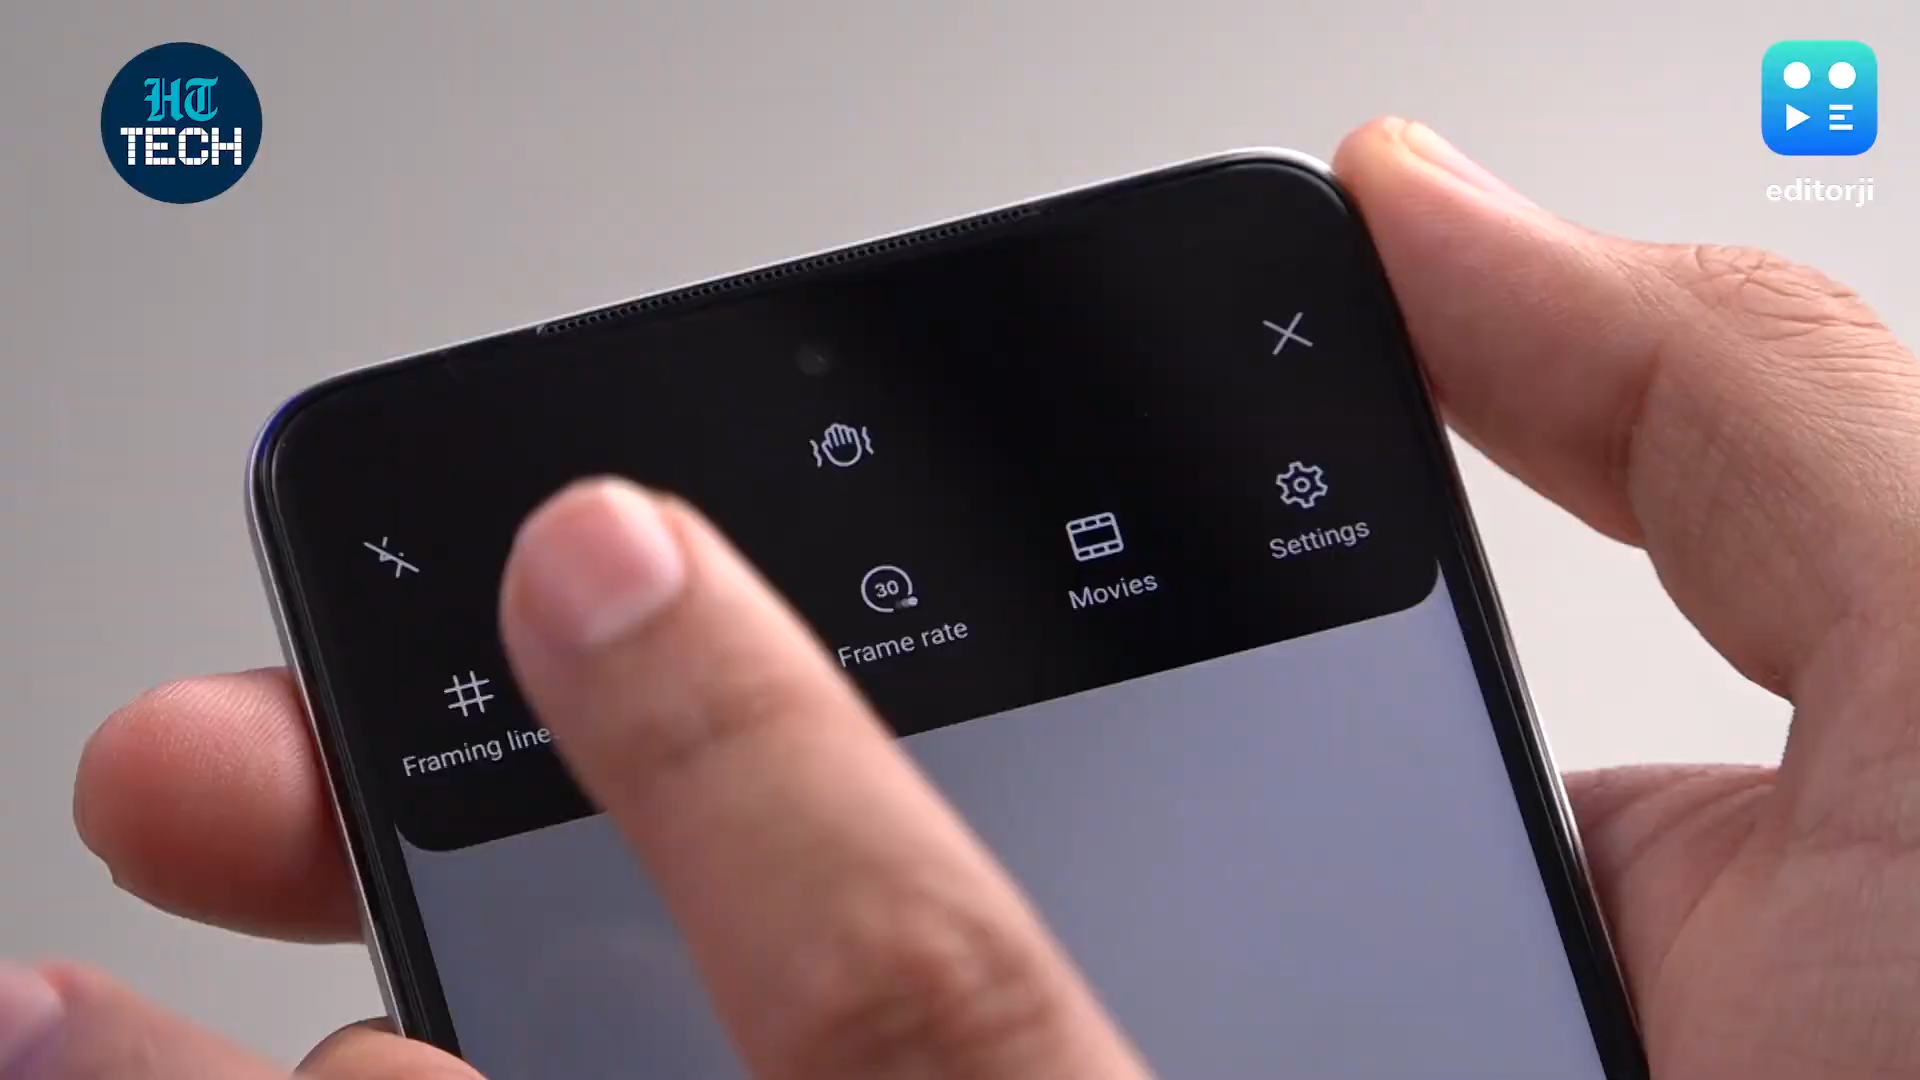 HT
TECH
editorji
Settings
Movies
30
Frame rate
Framing line